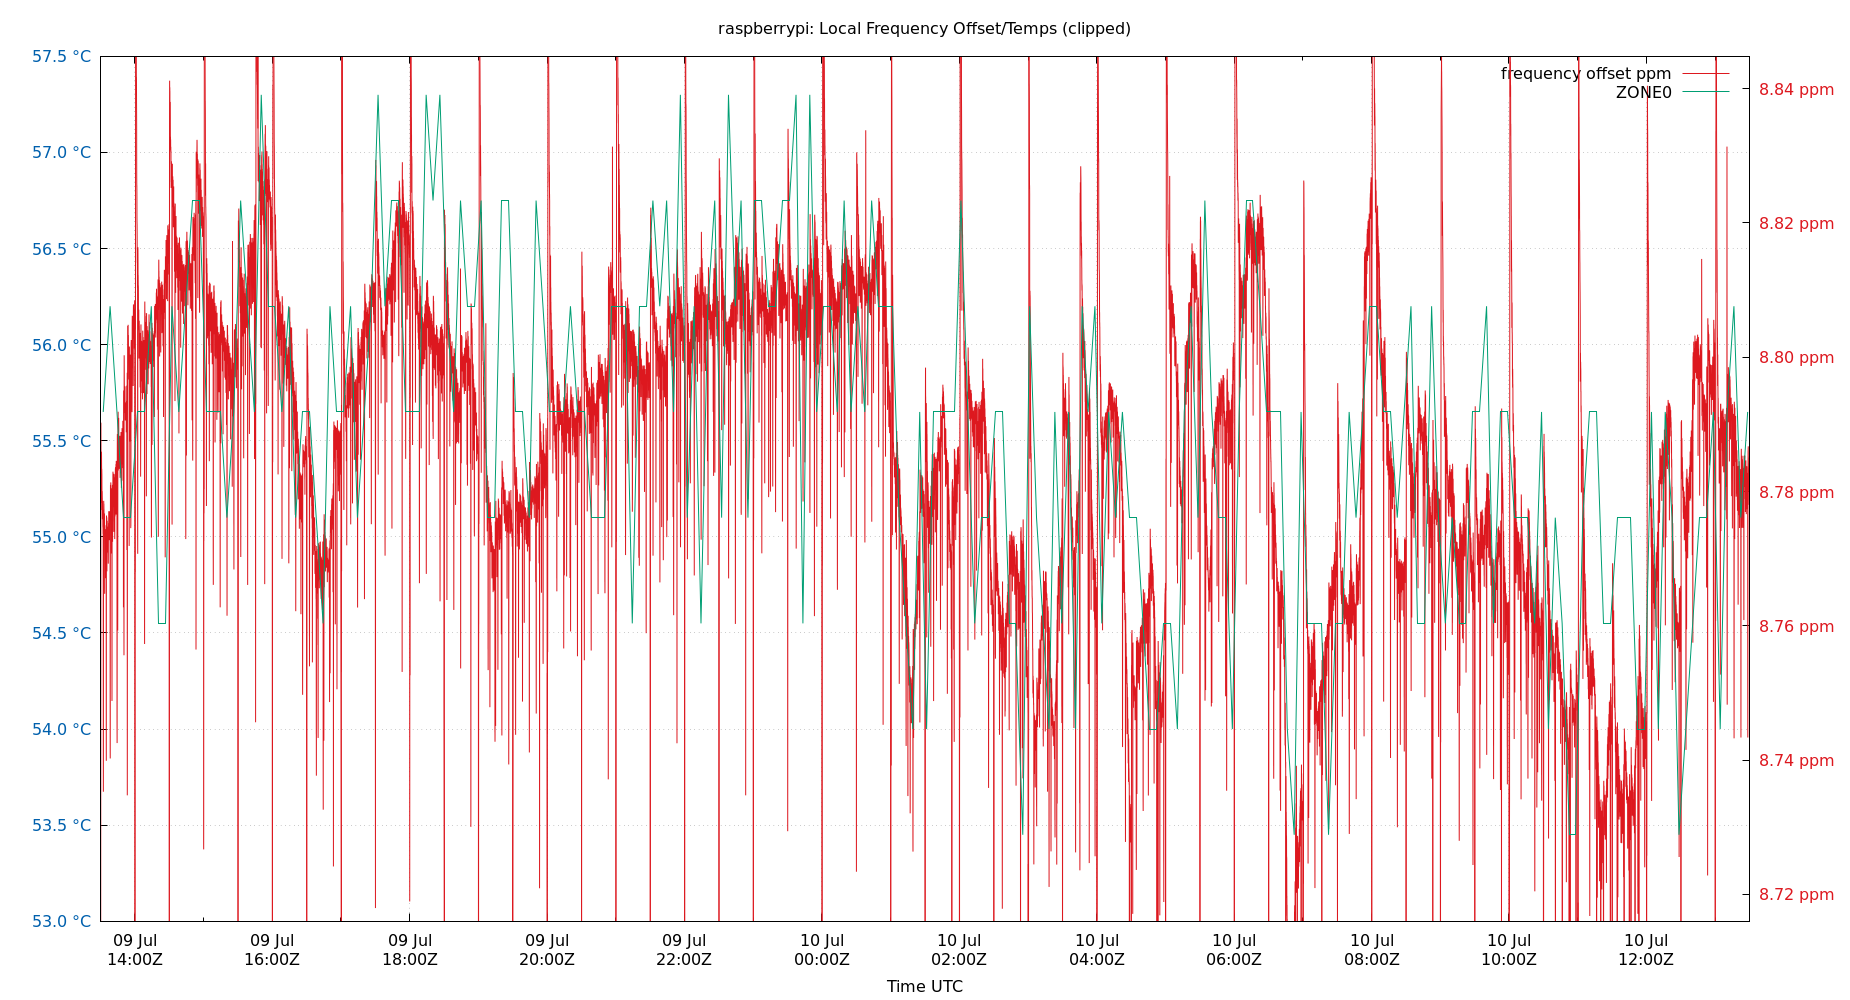 raspberrypi: Local Frequency Offset/Temps (clipped)
57.5 °C
57.0 °C
56.5 °C
56.0 °C
55.5 °C
55.0 °C
54.5 °C
54.0 °C
53.5 °C
53.0 °C
frequency offset ppm
ZONE0
8.84 ppm
8.82 ppm
8.80 ppm
8.78 ppm
8.76 ppm
8.74 ppm
8.72 ppm
09 Jul 09 Jul 09 Jul 09 Jul 09 Jul 10 Jul 10 Jul 10 Jul 10 Jul 10 Jul 10 Jul 10 Jul
14:00Z 16:00Z 18:00Z 20:00Z 22:00Z 00:00Z 02:00Z 04:00Z 06:00Z 08:00Z 10:00Z 12:00Z
Time UTC